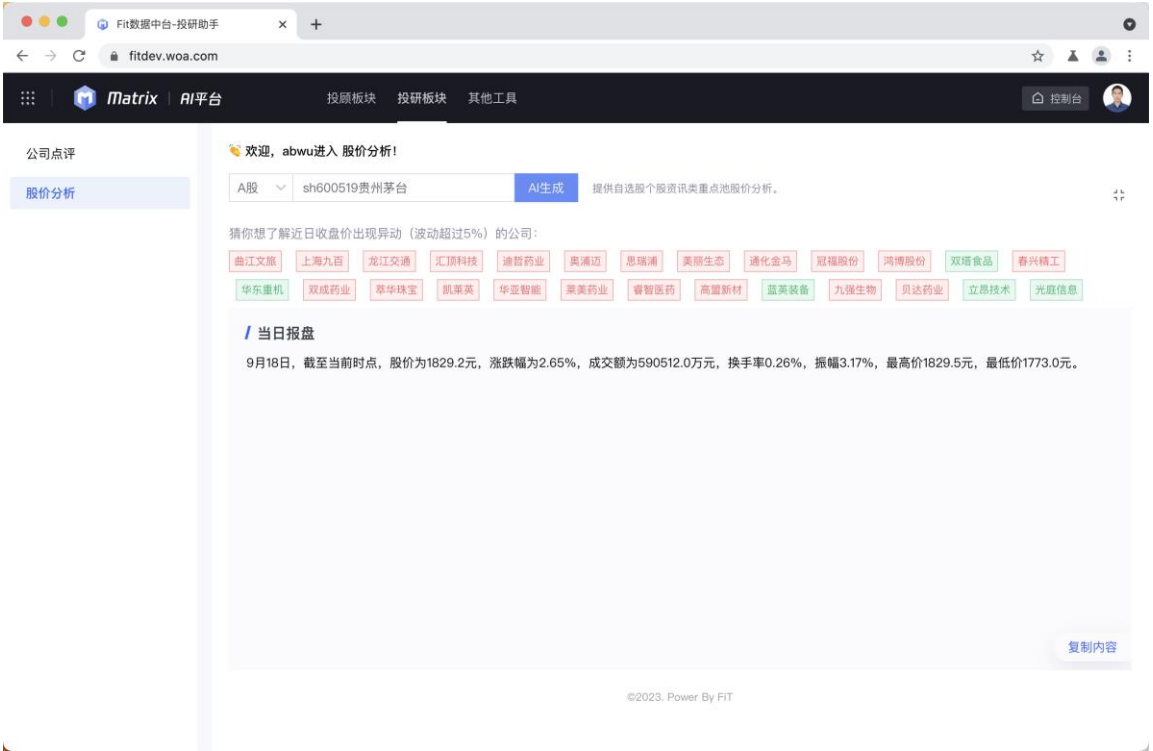 Fit数据中台-投研助手
fitdev.woa.com
Matrix | AI平台 投顾板块 投研板块 其他工具 控制台
公司点评
股价分析
👏 欢迎，abwu进入 股价分析！
A股 sh600519贵州茅台 AI生成 提供自选股个股资讯类重点池股价分析。
猜你想了解近日收盘价出现异动（波动超过5%）的公司：
曲江文旅 上海九百 龙江交通 汇顶科技 迪哲药业 奥浦迈 思瑞浦 美丽生态 通化金马 冠福股份 鸿博股份 双塔食品 春兴精工
华东重机 双成药业 萃华珠宝 凯莱英 华亚智能 莱美药业 睿智医药 高盟新材 蓝英装备 九强生物 贝达药业 立昂技术 光庭信息
当日报盘
9月18日，截至当前时点，股价为1829.2元，涨跌幅为2.65%，成交额为590512.0万元，换手率0.26%，振幅3.17%，最高价1829.5元，最低价1773.0元。
复制内容
©2023. Power By FiT